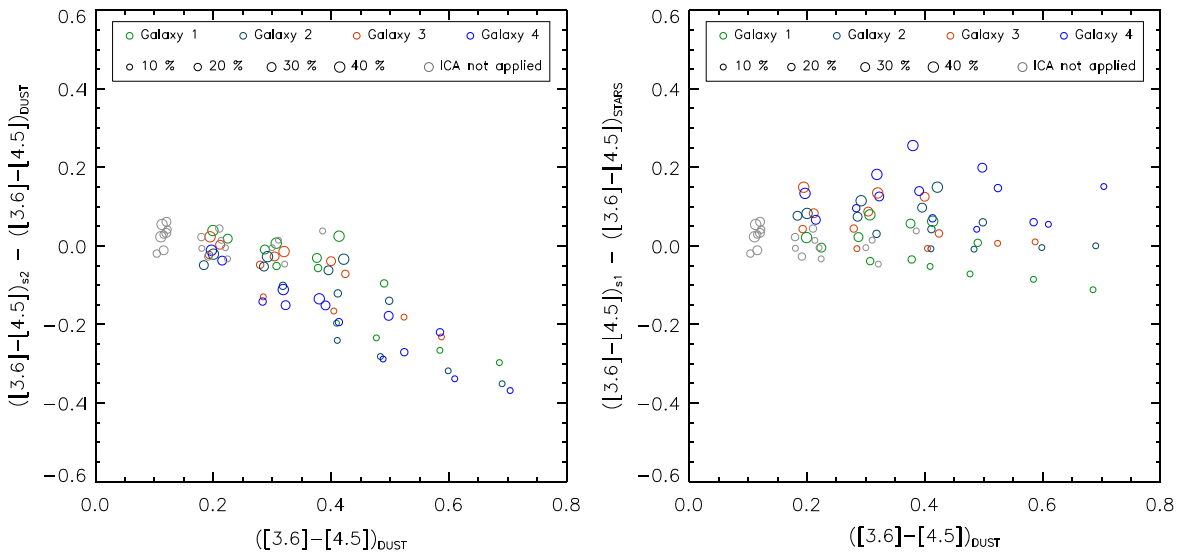 Galaxy 1 Galaxy 2 Galaxy 3 Galaxy 4
10 % 20 % 30 % 40 % ICA not applied
0.6
0.4
0.2
0.0
−0.2
−0.4
−0.6
([3.6]−[4.5])s2 − ([3.6]−[4.5])DUST
0.0 0.2 0.4 0.6 0.8
([3.6]−[4.5])DUST
Galaxy 1 Galaxy 2 Galaxy 3 Galaxy 4
10 % 20 % 30 % 40 % ICA not applied
0.6
0.4
0.2
0.0
−0.2
−0.4
−0.6
([3.6]−[4.5])s1 − ([3.6]−[4.5])STARS
0.0 0.2 0.4 0.6 0.8
([3.6]−[4.5])DUST